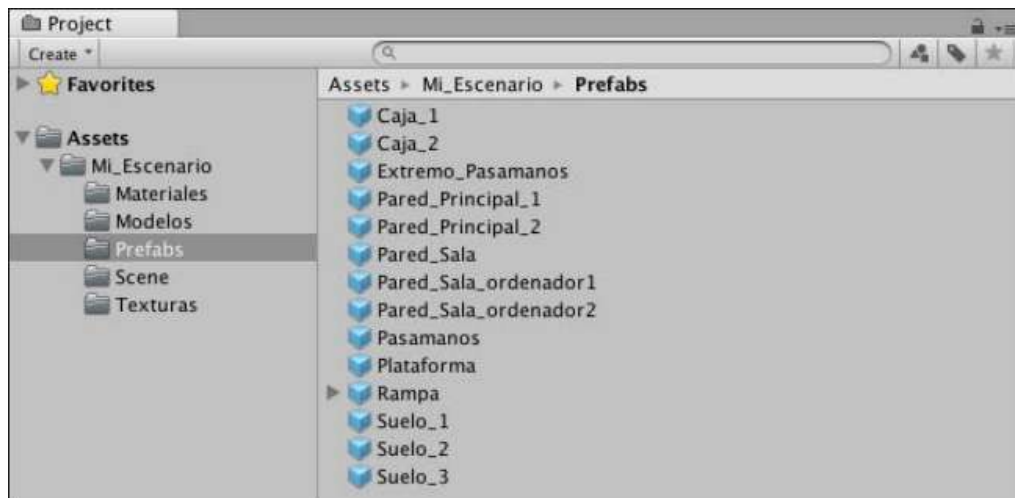 Project
Create
Favorites
Assets
Mi_Escenario
Materiales
Modelos
Prefabs
Scene
Texturas
Assets Mi_Escenario Prefabs
Caja_1
Caja_2
Extremo_Pasamanos
Pared_Principal_1
Pared_Principal_2
Pared_Sala
Pared_Sala_ordenador1
Pared_Sala_ordenador2
Pasamanos
Plataforma
Rampa
Suelo_1
Suelo_2
Suelo_3